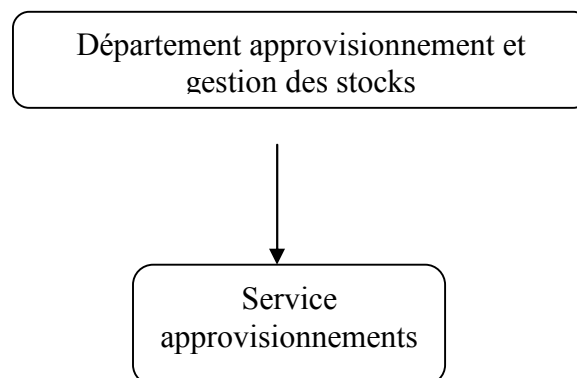 Département approvisionnement et
gestion des stocks
Service
approvisionnements